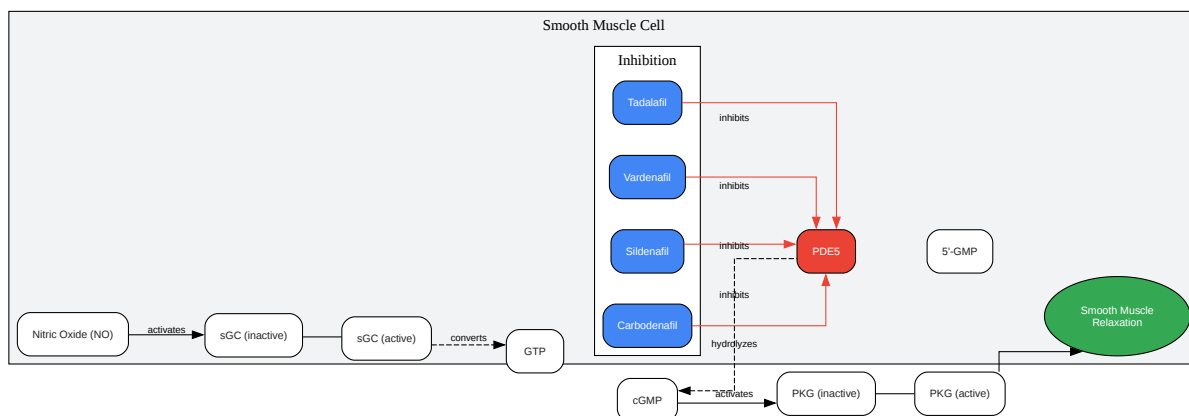 Smooth Muscle Cell
Inhibition
Tadalafil
inhibits
Vardenafil
inhibits
Sildenafil
inhibits
PDE5
5'-GMP
inhibits
Carbodenafil
hydrolyzes
Nitric Oxide (NO)
activates
sGC (inactive)
sGC (active)
converts
GTP
Smooth Muscle
Relaxation
cGMP
activates
PKG (inactive)
PKG (active)